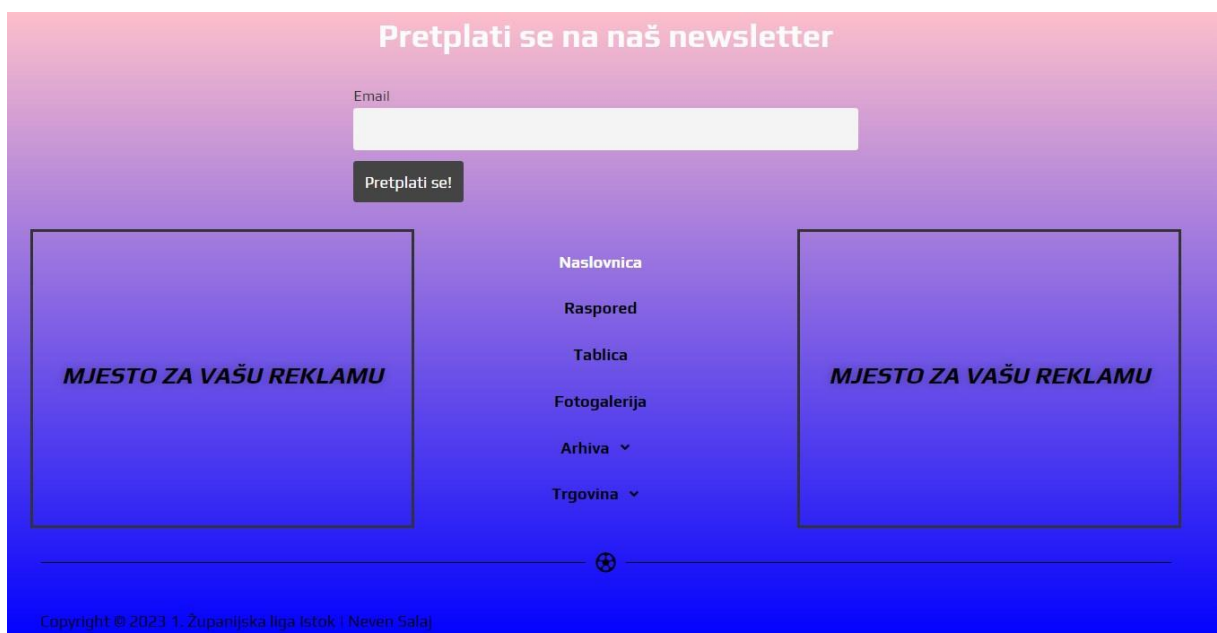 Pretplati se na naš newsletter
Email
Pretplati se!
MJESTO ZA VAŠU REKLAMU
Naslovnica
Raspored
Tablica
Fotogalerija
Arhiva
Trgovina
MJESTO ZA VAŠU REKLAMU
Copyright © 2023 1. Županijska liga Istok | Neven Salaj